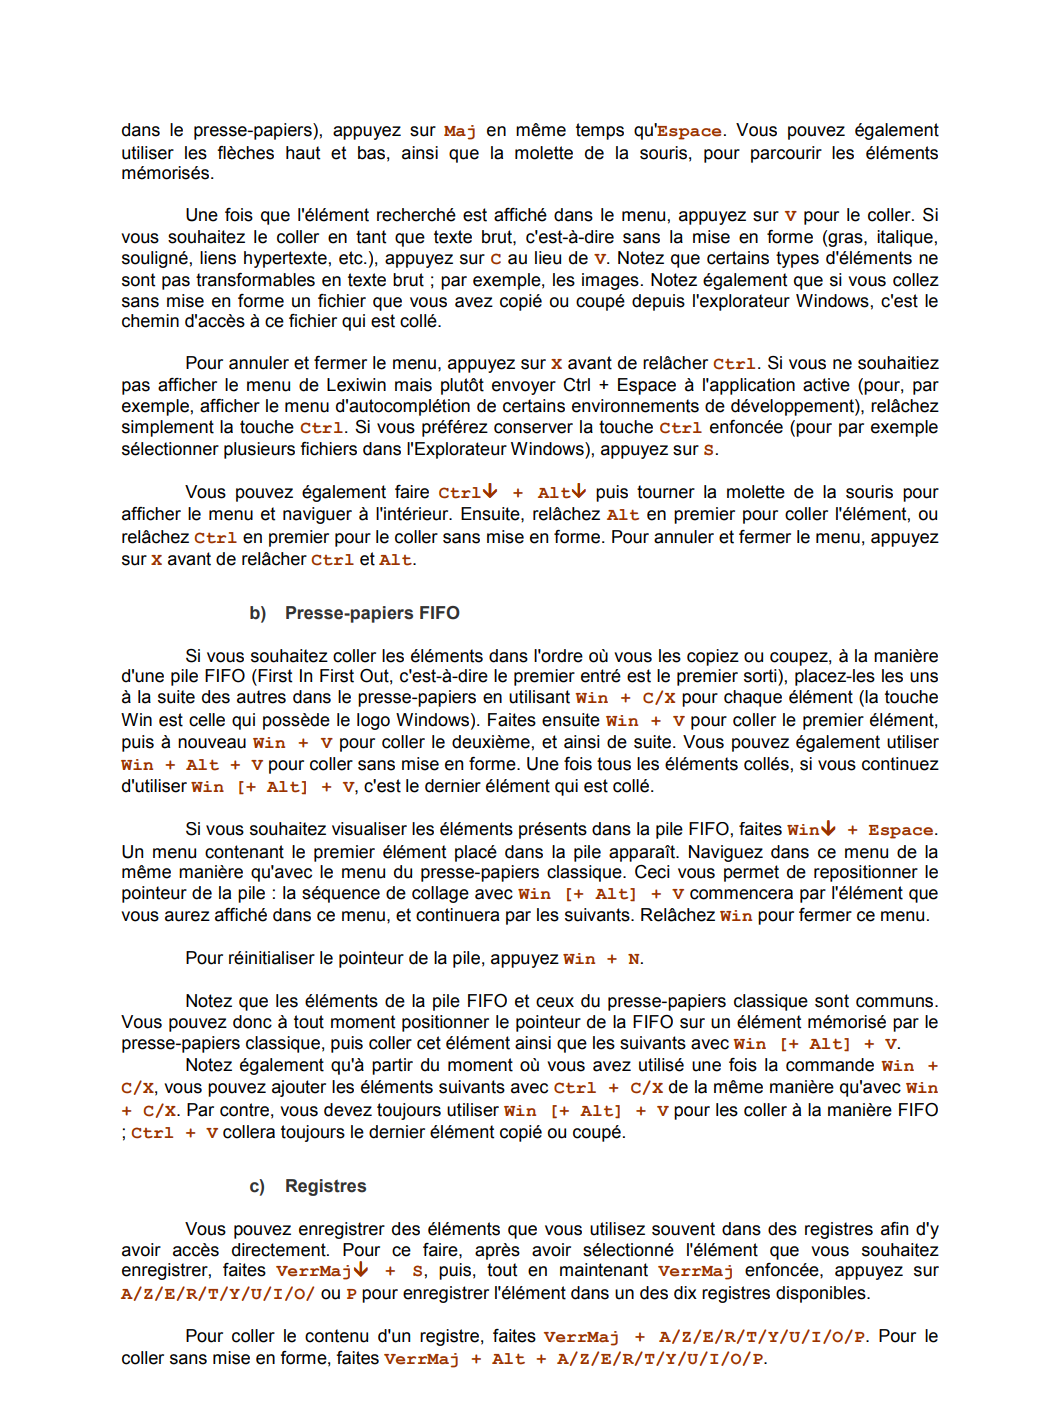 dans le presse-papiers), appuyez sur Maj en même temps qu'Espace. Vous pouvez également
utiliser les flèches haut et bas, ainsi que la molette de la souris, pour parcourir les éléments
mémorisés.
Une fois que l'élément recherché est affiché dans le menu, appuyez sur V pour le coller. Si
vous souhaitez le coller en tant que texte brut, c'est-à-dire sans la mise en forme (gras, italique,
souligné, liens hypertexte, etc.), appuyez sur C au lieu de V. Notez que certains types d'éléments ne
sont pas transformables en texte brut ; par exemple, les images. Notez également que si vous collez
sans mise en forme un fichier que vous avez copié ou coupé depuis l'explorateur Windows, c'est le
chemin d'accès à ce fichier qui est collé.
Pour annuler et fermer le menu, appuyez sur X avant de relâcher Ctrl. Si vous ne souhaitiez
pas afficher le menu de Lexiwin mais plutôt envoyer Ctrl + Espace à l'application active (pour, par
exemple, afficher le menu d'autocomplétion de certains environnements de développement), relâchez
simplement la touche Ctrl. Si vous préférez conserver la touche Ctrl enfoncée (pour par exemple
sélectionner plusieurs fichiers dans l'Explorateur Windows), appuyez sur S.
Vous pouvez également faire Ctrl↓ + Alt↓ puis tourner la molette de la souris pour
afficher le menu et naviguer à l'intérieur. Ensuite, relâchez Alt en premier pour coller l'élément, ou
relâchez Ctrl en premier pour le coller sans mise en forme. Pour annuler et fermer le menu, appuyez
sur X avant de relâcher Ctrl et Alt.
b) Presse-papiers FIFO
Si vous souhaitez coller les éléments dans l'ordre où vous les copiez ou coupez, à la manière
d'une pile FIFO (First In First Out, c'est-à-dire le premier entré est le premier sorti), placez-les les uns
à la suite des autres dans le presse-papiers en utilisant Win + C/X pour chaque élément (la touche
Win est celle qui possède le logo Windows). Faites ensuite Win + V pour coller le premier élément,
puis à nouveau Win + V pour coller le deuxième, et ainsi de suite. Vous pouvez également utiliser
Win + Alt + V pour coller sans mise en forme. Une fois tous les éléments collés, si vous continuez
d'utiliser Win [+ Alt] + V, c'est le dernier élément qui est collé.
Si vous souhaitez visualiser les éléments présents dans la pile FIFO, faites Win↓ + Espace.
Un menu contenant le premier élément placé dans la pile apparaît. Naviguez dans ce menu de la
même manière qu'avec le menu du presse-papiers classique. Ceci vous permet de repositionner le
pointeur de la pile : la séquence de collage avec Win [+ Alt] + V commencera par l'élément que
vous aurez affiché dans ce menu, et continuera par les suivants. Relâchez Win pour fermer ce menu.
Pour réinitialiser le pointeur de la pile, appuyez Win + N.
Notez que les éléments de la pile FIFO et ceux du presse-papiers classique sont communs.
Vous pouvez donc à tout moment positionner le pointeur de la FIFO sur un élément mémorisé par le
presse-papiers classique, puis coller cet élément ainsi que les suivants avec Win [+ Alt] + V.
Notez également qu'à partir du moment où vous avez utilisé une fois la commande Win +
C/X, vous pouvez ajouter les éléments suivants avec Ctrl + C/X de la même manière qu'avec Win
+ C/X. Par contre, vous devez toujours utiliser Win [+ Alt] + V pour les coller à la manière FIFO
; Ctrl + V collera toujours le dernier élément copié ou coupé.
c) Registres
Vous pouvez enregistrer des éléments que vous utilisez souvent dans des registres afin d'y
avoir accès directement. Pour ce faire, après avoir sélectionné l'élément que vous souhaitez
enregistrer, faites VerrMaj↓ + S, puis, tout en maintenant VerrMaj enfoncée, appuyez sur
A/Z/E/R/T/Y/U/I/O/ ou P pour enregistrer l'élément dans un des dix registres disponibles.
Pour coller le contenu d'un registre, faites VerrMaj + A/Z/E/R/T/Y/U/I/O/P. Pour le
coller sans mise en forme, faites VerrMaj + Alt + A/Z/E/R/T/Y/U/I/O/P.